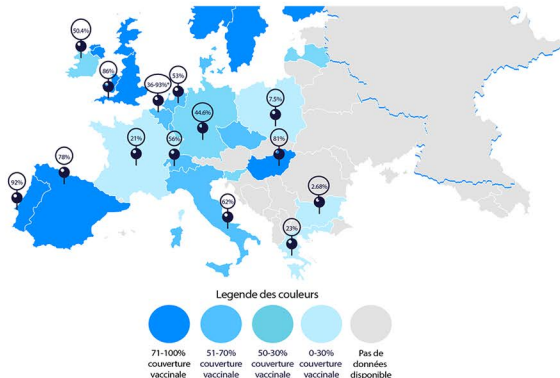 50.4%
86%
36-93%*
53%
7.5%
44.6%
21%
56%
81%
78%
92%
62%
2.68%
23%
Legende des couleurs
71-100%
couverture
vaccinale
51-70%
couverture
vaccinale
50-30%
couverture
vaccinale
0-30%
couverture
vaccinale
Pas de
données
disponible